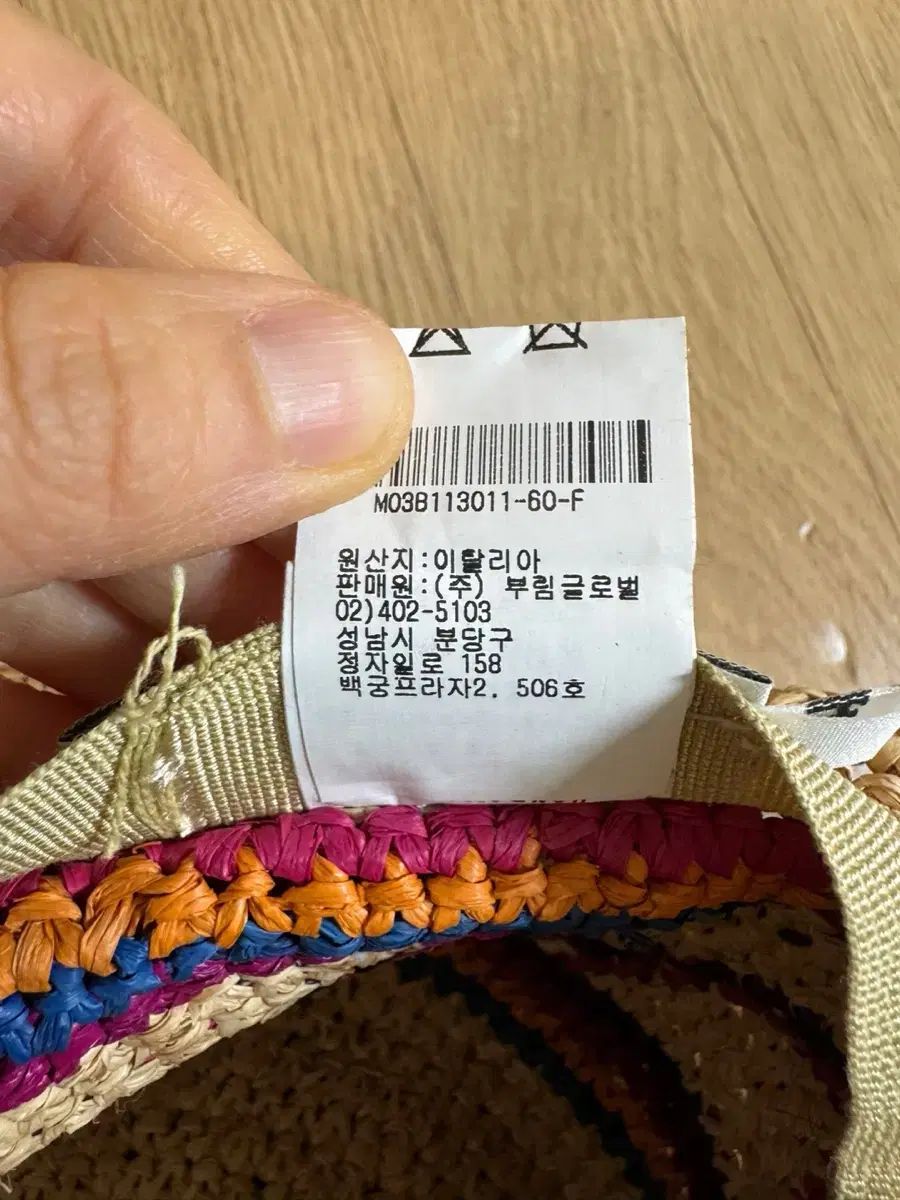 M03B113011-60-F
원산지:이탈리아
판매원:(주) 부림글로벌
02)402-5103
성남시 분당구
정자일로 158
백궁프라자2. 506호